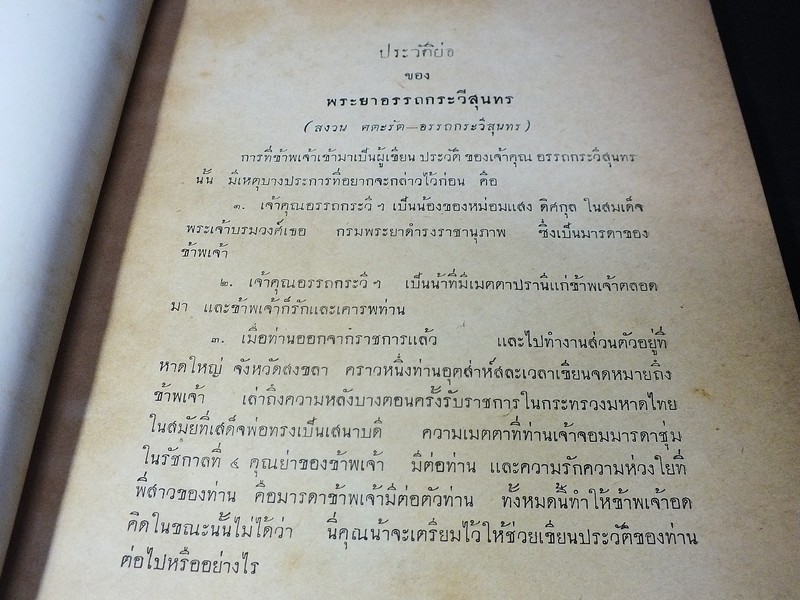 ประวัติย่อ
ของ
พระยาอรรถกระวีสุนทร
(สงวน ศตะรัต—อรรถกระวีสุนทร)
การที่ข้าพเจ้าเข้ามาเป็นผู้เขียน ประวัติ ของเจ้าคุณ อรรถกระวีสุนทร
นั้น มีเหตุบางประการที่อยากจะกล่าวไว้ก่อน คือ
๑. เจ้าคุณอรรถกระวี ฯ เป็นน้องของหม่อมแสง ดิศกุล ในสมเด็จ
พระเจ้าบรมวงศ์เธอ กรมพระยาดำรงราชานุภาพ ซึ่งเป็นมารดาของ
ข้าพเจ้า
๒. เจ้าคุณอรรถกระวี ฯ เป็นน้าที่มีเมตตาปรานีแก่ข้าพเจ้าตลอด
มา และข้าพเจ้าก็รักและเคารพท่าน
๓. เมื่อท่านออกจากราชการแล้ว และไปทำงานส่วนตัวอยู่ที่
หาดใหญ่ จังหวัดสงขลา คราวหนึ่งท่านอุตส่าห์สละเวลาเขียนจดหมายถึง
ข้าพเจ้า เล่าถึงความหลังบางตอนครั้งรับราชการในกระทรวงมหาดไทย
ในสมัยที่เสด็จพ่อทรงเป็นเสนาบดี ความเมตตาที่ท่านเจ้าจอมมารดาชุ่ม
ในรัชกาลที่ ๔ คุณย่าของข้าพเจ้า มีต่อท่าน และความรักความห่วงใยที่
พี่สาวของท่าน คือมารดาข้าพเจ้ามีต่อตัวท่าน ทั้งหมดนี้ทำให้ข้าพเจ้าอด
คิดในขณะนั้นไม่ได้ว่า นี่คุณน้าจะเตรียมไว้ให้ช่วยเขียนประวัติของท่าน
ต่อไปหรืออย่างไร